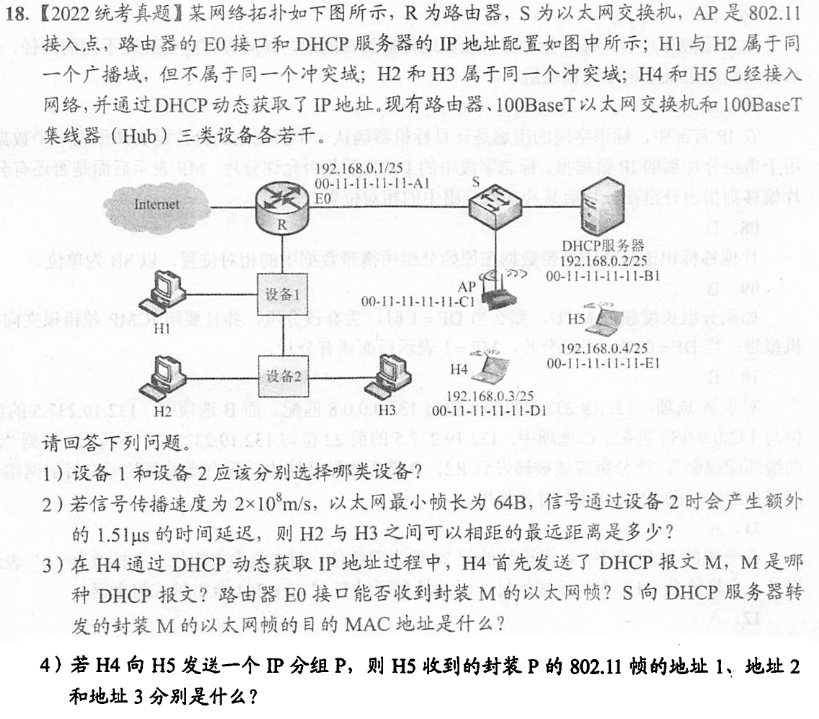 18.【2022 统考真题】某网络拓扑如下图所示，R 为路由器，S 为以太网交换机，AP 是 802.11
接入点，路由器的 E0 接口和 DHCP 服务器的 IP 地址配置如图中所示；H1 与 H2 属于同
一个广播域，但不属于同一个冲突域；H2 和 H3 属于同一个冲突域；H4 和 H5 已经接入
网络，并通过 DHCP 动态获取了 IP 地址。现有路由器、100BaseT 以太网交换机和 100BaseT
集线器（Hub）三类设备各若干。
Internet
R
192.168.0.1/25
00-11-11-11-11-A1
E0
S
DHCP服务器
192.168.0.2/25
00-11-11-11-11-B1
设备1
H1
AP
00-11-11-11-11-C1
H5
192.168.0.4/25
00-11-11-11-11-E1
设备2
H2
H3
H4
192.168.0.3/25
00-11-11-11-11-D1
请回答下列问题。
1）设备 1 和设备 2 应该分别选择哪类设备？
2）若信号传播速度为 2×10⁸m/s，以太网最小帧长为 64B，信号通过设备 2 时会产生额外
的 1.51μs 的时间延迟，则 H2 与 H3 之间可以相距的最远距离是多少？
3）在 H4 通过 DHCP 动态获取 IP 地址过程中，H4 首先发送了 DHCP 报文 M，M 是哪
种 DHCP 报文？路由器 E0 接口能否收到封装 M 的以太网帧？S 向 DHCP 服务器转
发的封装 M 的以太网帧的目的 MAC 地址是什么？
4）若 H4 向 H5 发送一个 IP 分组 P，则 H5 收到的封装 P 的 802.11 帧的地址 1、地址 2
和地址 3 分别是什么？